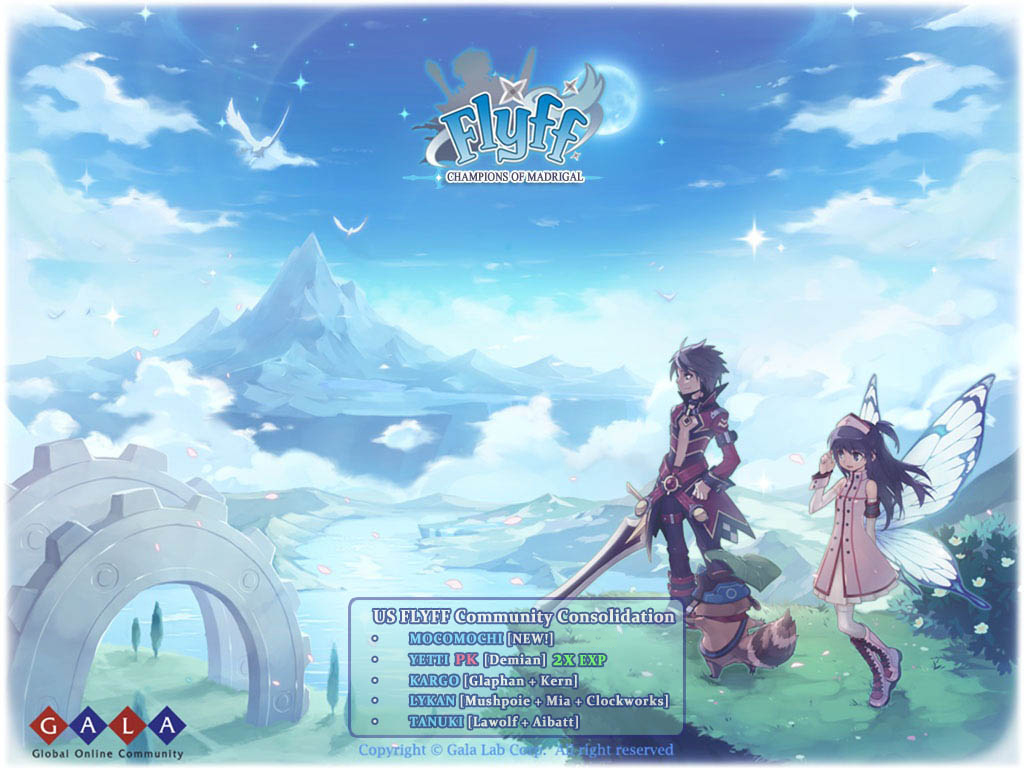 Flyff
CHAMPIONS OF MADRIGAL
US FLYFF Community Consolidation
MOCOMOCHI [NEW!]
YETTI PK [Demian] 2X EXP
KARGO [Glaphan + Kern]
LYKAN [Mushpoie + Mia + Clockworks]
TANUKI [Lawolf + Aibatt]
GALA
Global Online Community
Copyright © Gala Lab Corp. All right reserved